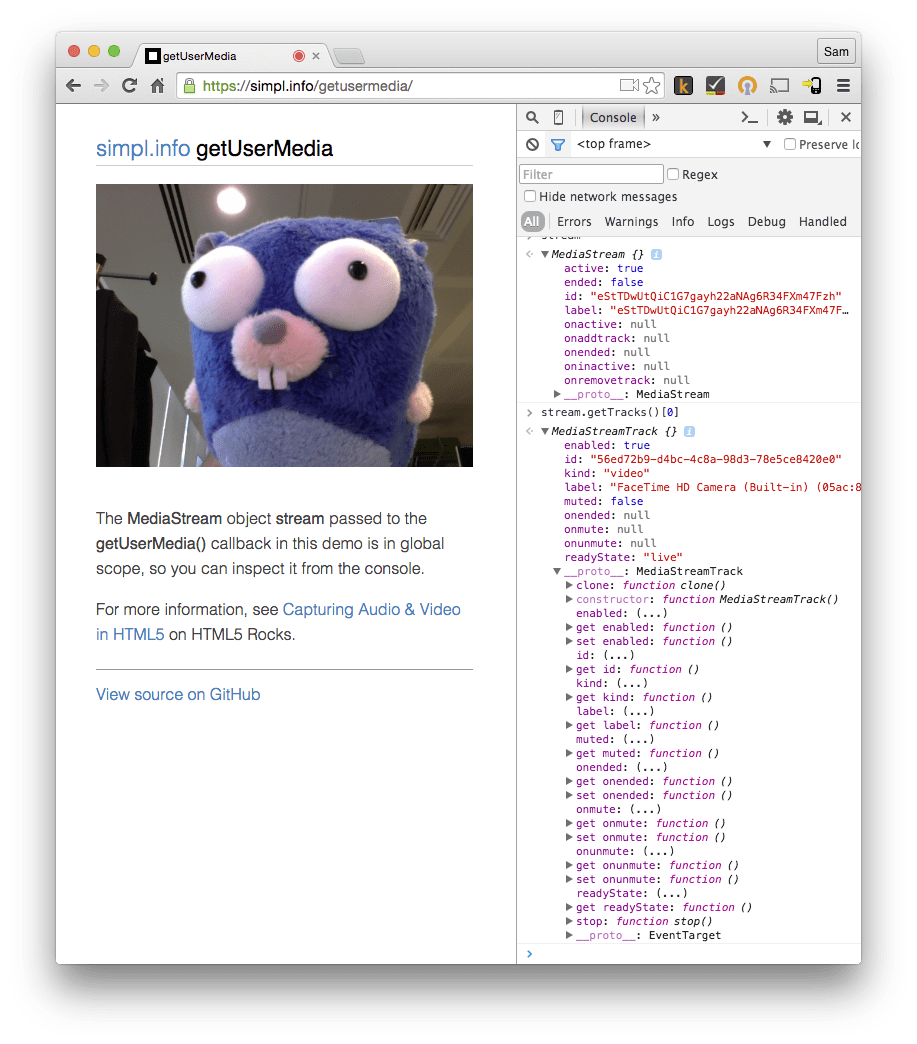 getUserMedia
Sam
https://simpl.info/getusermedia/
simpl.info getUserMedia
The MediaStream object stream passed to the
getUserMedia() callback in this demo is in global
scope, so you can inspect it from the console.
For more information, see Capturing Audio & Video
in HTML5 on HTML5 Rocks.
View source on GitHub
Console »
<top frame> Preserve lo
Filter Regex
Hide network messages
All Errors Warnings Info Logs Debug Handled
stream
MediaStream {}
active: true
ended: false
id: "eStTDwUtQiC1G7gayh22aNAg6R34FXm47Fzh"
label: "eStTDwUtQiC1G7gayh22aNAg6R34FXm47F…
onactive: null
onaddtrack: null
onended: null
oninactive: null
onremovetrack: null
__proto__: MediaStream
stream.getTracks()[0]
MediaStreamTrack {}
enabled: true
id: "56ed72b9-d4bc-4c8a-98d3-78e5ce8420e0"
kind: "video"
label: "FaceTime HD Camera (Built-in) (05ac:8
muted: false
onended: null
onmute: null
onunmute: null
readyState: "live"
__proto__: MediaStreamTrack
clone: function clone()
constructor: function MediaStreamTrack()
enabled: (...)
get enabled: function ()
set enabled: function ()
id: (...)
get id: function ()
kind: (...)
get kind: function ()
label: (...)
get label: function ()
muted: (...)
get muted: function ()
onended: (...)
get onended: function ()
set onended: function ()
onmute: (...)
get onmute: function ()
set onmute: function ()
onunmute: (...)
get onunmute: function ()
set onunmute: function ()
readyState: (...)
get readyState: function ()
stop: function stop()
__proto__: EventTarget